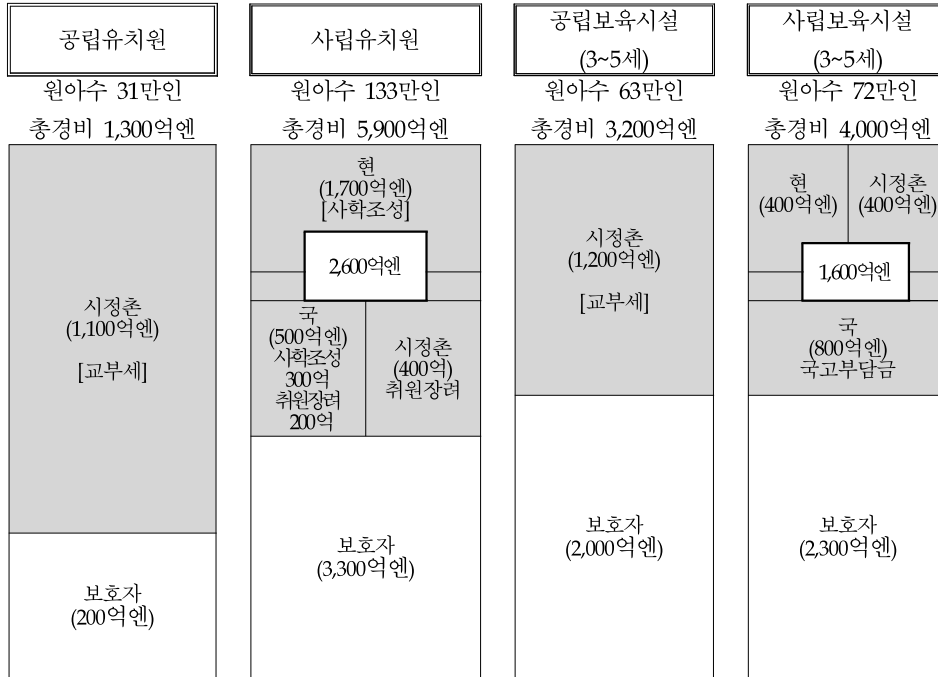 공립유치원
원아수 31만인
총경비 1,300억엔
시정촌
(1,100억엔)
[교부세]
보호자
(200억엔)
사립유치원
원아수 133만인
총경비 5,900억엔
현
(1,700억엔)
[사학조성]
2,600억엔
국
(500억엔)
사학조성
300억
취원장려
200억
시정촌
(400억)
취원장려
보호자
(3,300억엔)
공립보육시설
(3~5세)
원아수 63만인
총경비 3,200억엔
시정촌
(1,200억엔)
[교부세]
보호자
(2,000억엔)
사립보육시설
(3~5세)
원아수 72만인
총경비 4,000억엔
현
(400억엔)
시정촌
(400억엔)
1,600억엔
국
(800억엔)
국고부담금
보호자
(2,300억엔)